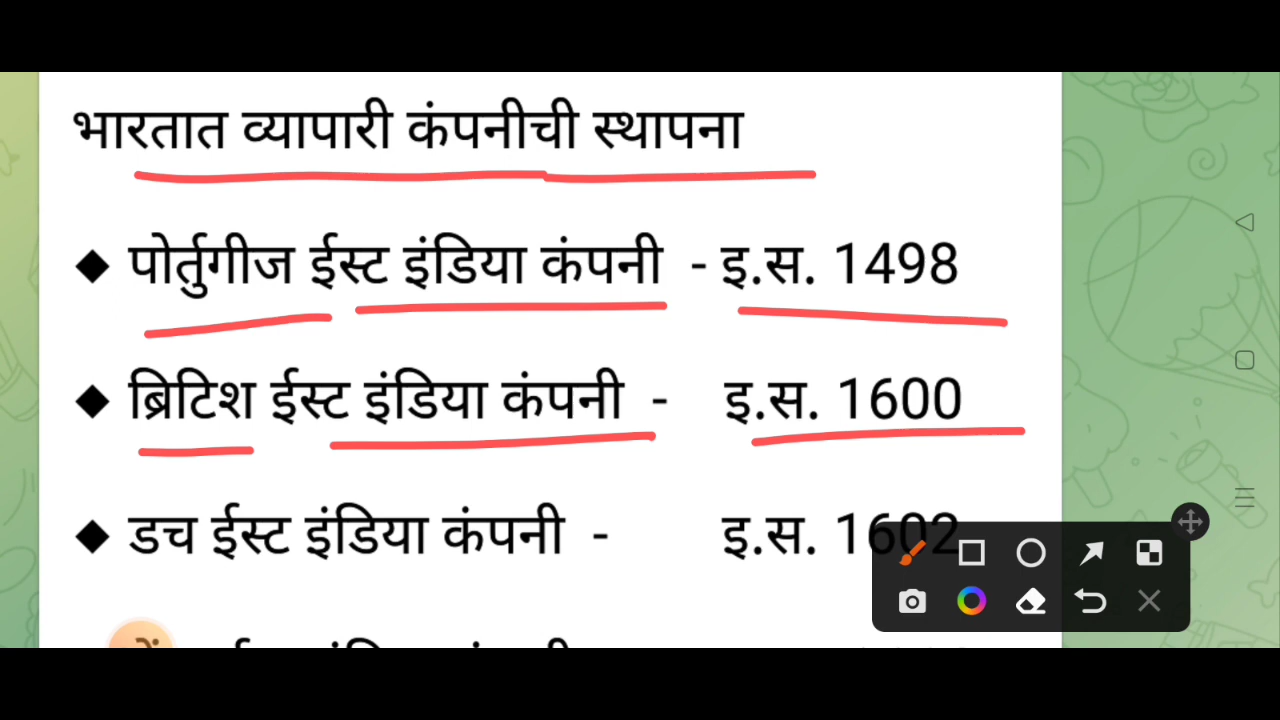 भारतात व्यापारी कंपनीची स्थापना
◆ पोर्तुगीज ईस्ट इंडिया कंपनी - इ.स. 1498
◆ ब्रिटिश ईस्ट इंडिया कंपनी - इ.स. 1600
◆ डच ईस्ट इंडिया कंपनी - इ.स. 1602